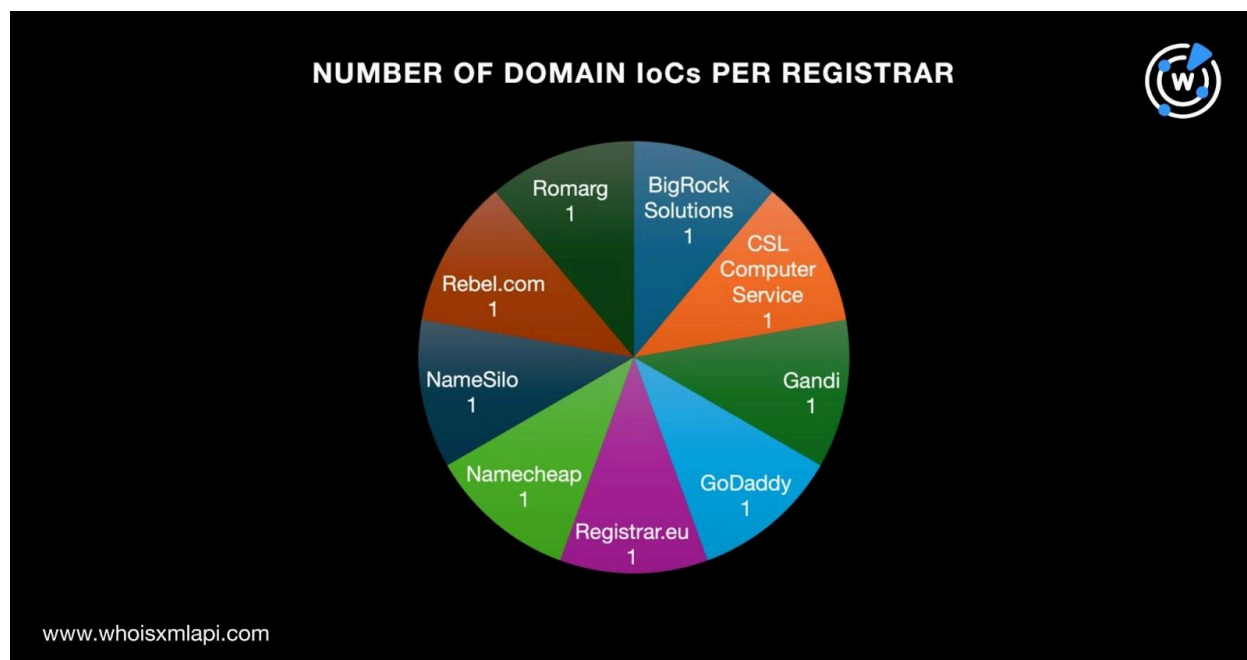 NUMBER OF DOMAIN IoCs PER REGISTRAR
W
BigRock
Solutions
1
CSL
Computer
Service
1
Gandi
1
GoDaddy
1
Registrar.eu
1
Namecheap
1
NameSilo
1
Rebel.com
1
Romarg
1
www.whoisxmlapi.com